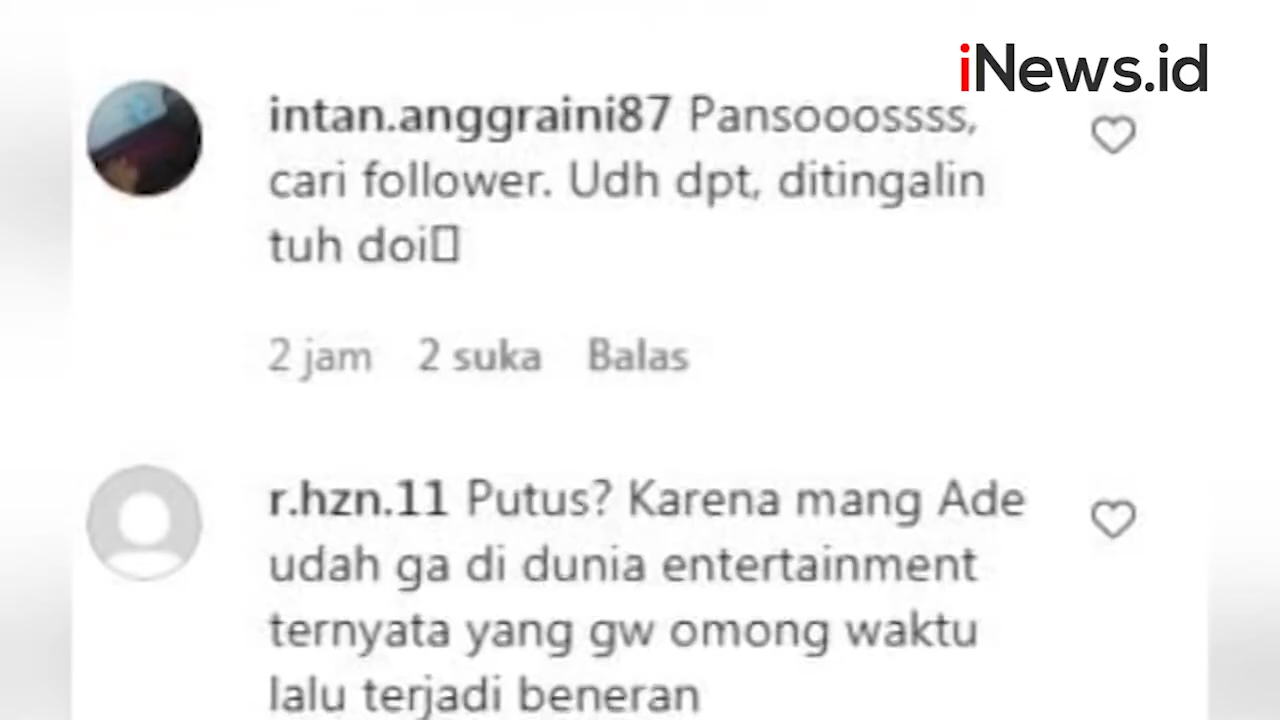 iNews.id
intan.anggraini87 Pansooossss,
cari follower. Udh dpt, ditingalin
tuh doi
2 jam 2 suka Balas
r.hzn.11 Putus? Karena mang Ade
udah ga di dunia entertainment
ternyata yang gw omong waktu
lalu terjadi beneran